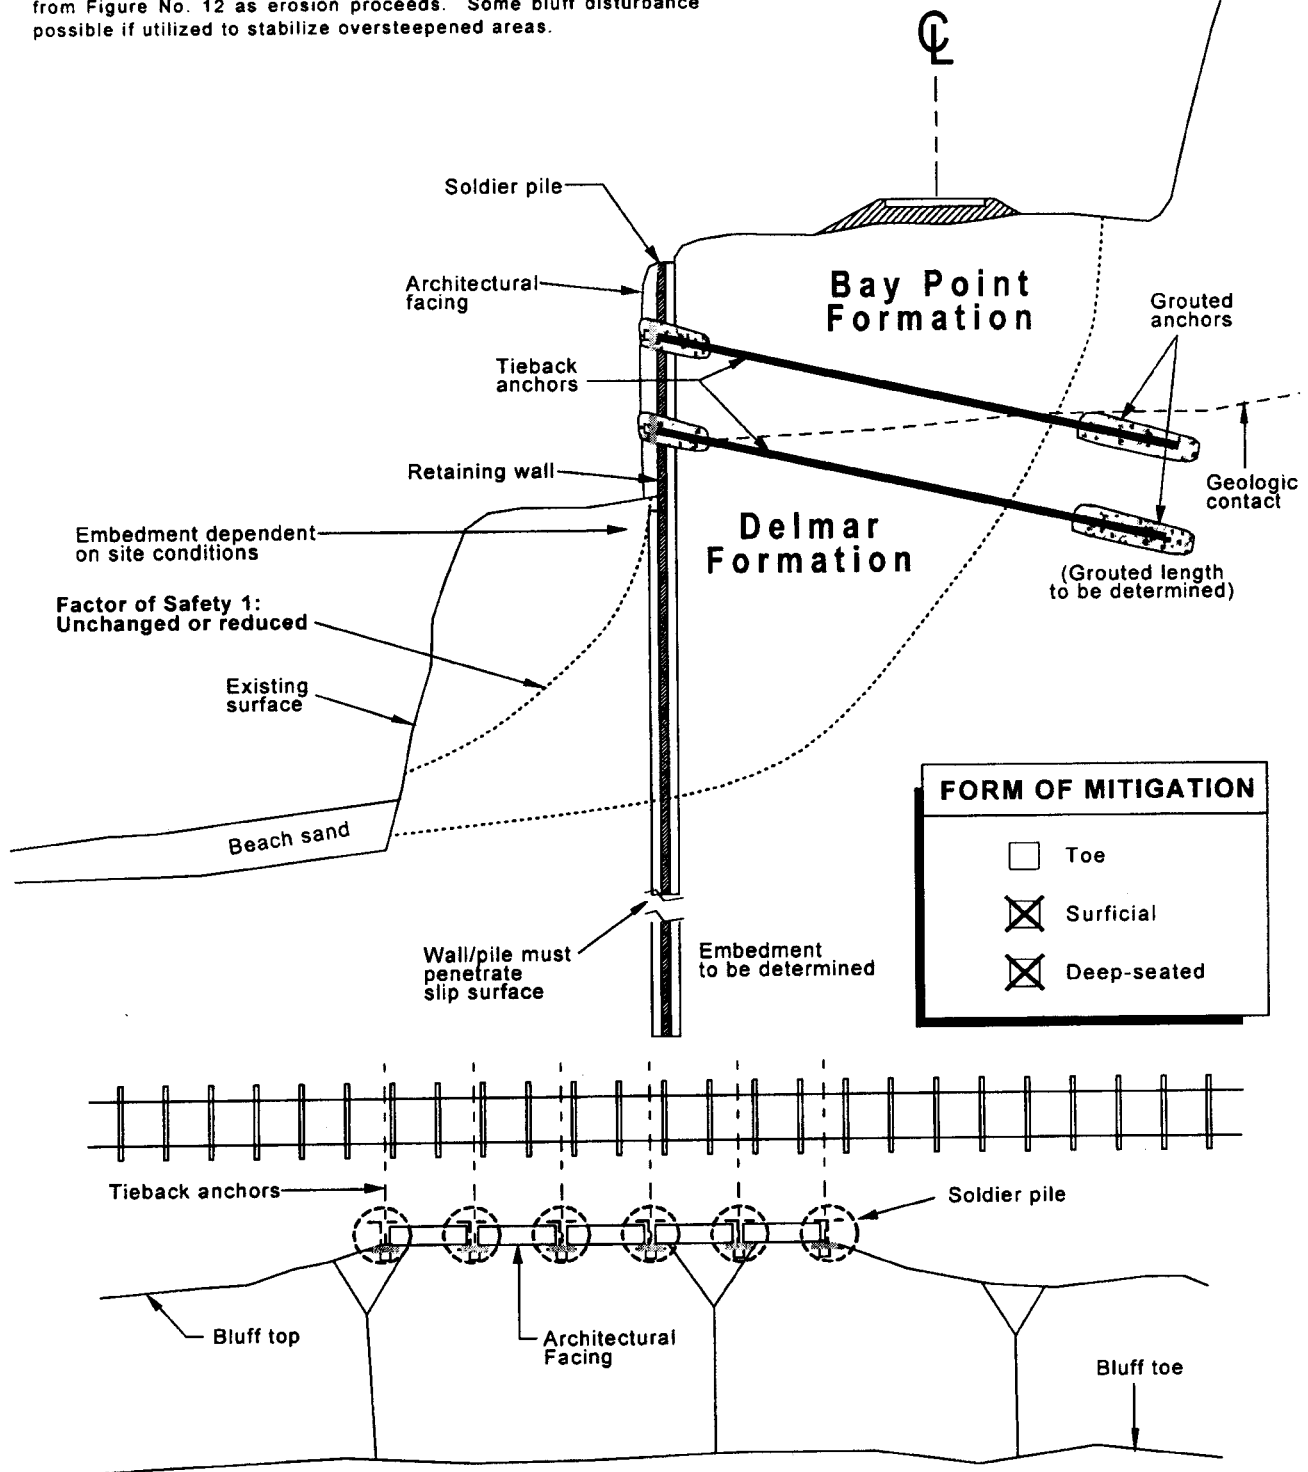 from Figure No. 12 as erosion proceeds. Some bluff disturbance
possible if utilized to stabilize oversteepened areas.
CL
Soldier pile
Architectural
facing
Bay Point
Formation
Grouted
anchors
Tieback
anchors
Retaining wall
Geologic
contact
Embedment dependent
on site conditions
Delmar
Formation
(Grouted length
to be determined)
Factor of Safety 1:
Unchanged or reduced
Existing
surface
Beach sand
FORM OF MITIGATION
Toe
Surficial
Deep-seated
Wall/pile must
penetrate
slip surface
Embedment
to be determined
Tieback anchors
Soldier pile
Bluff top
Architectural
Facing
Bluff toe